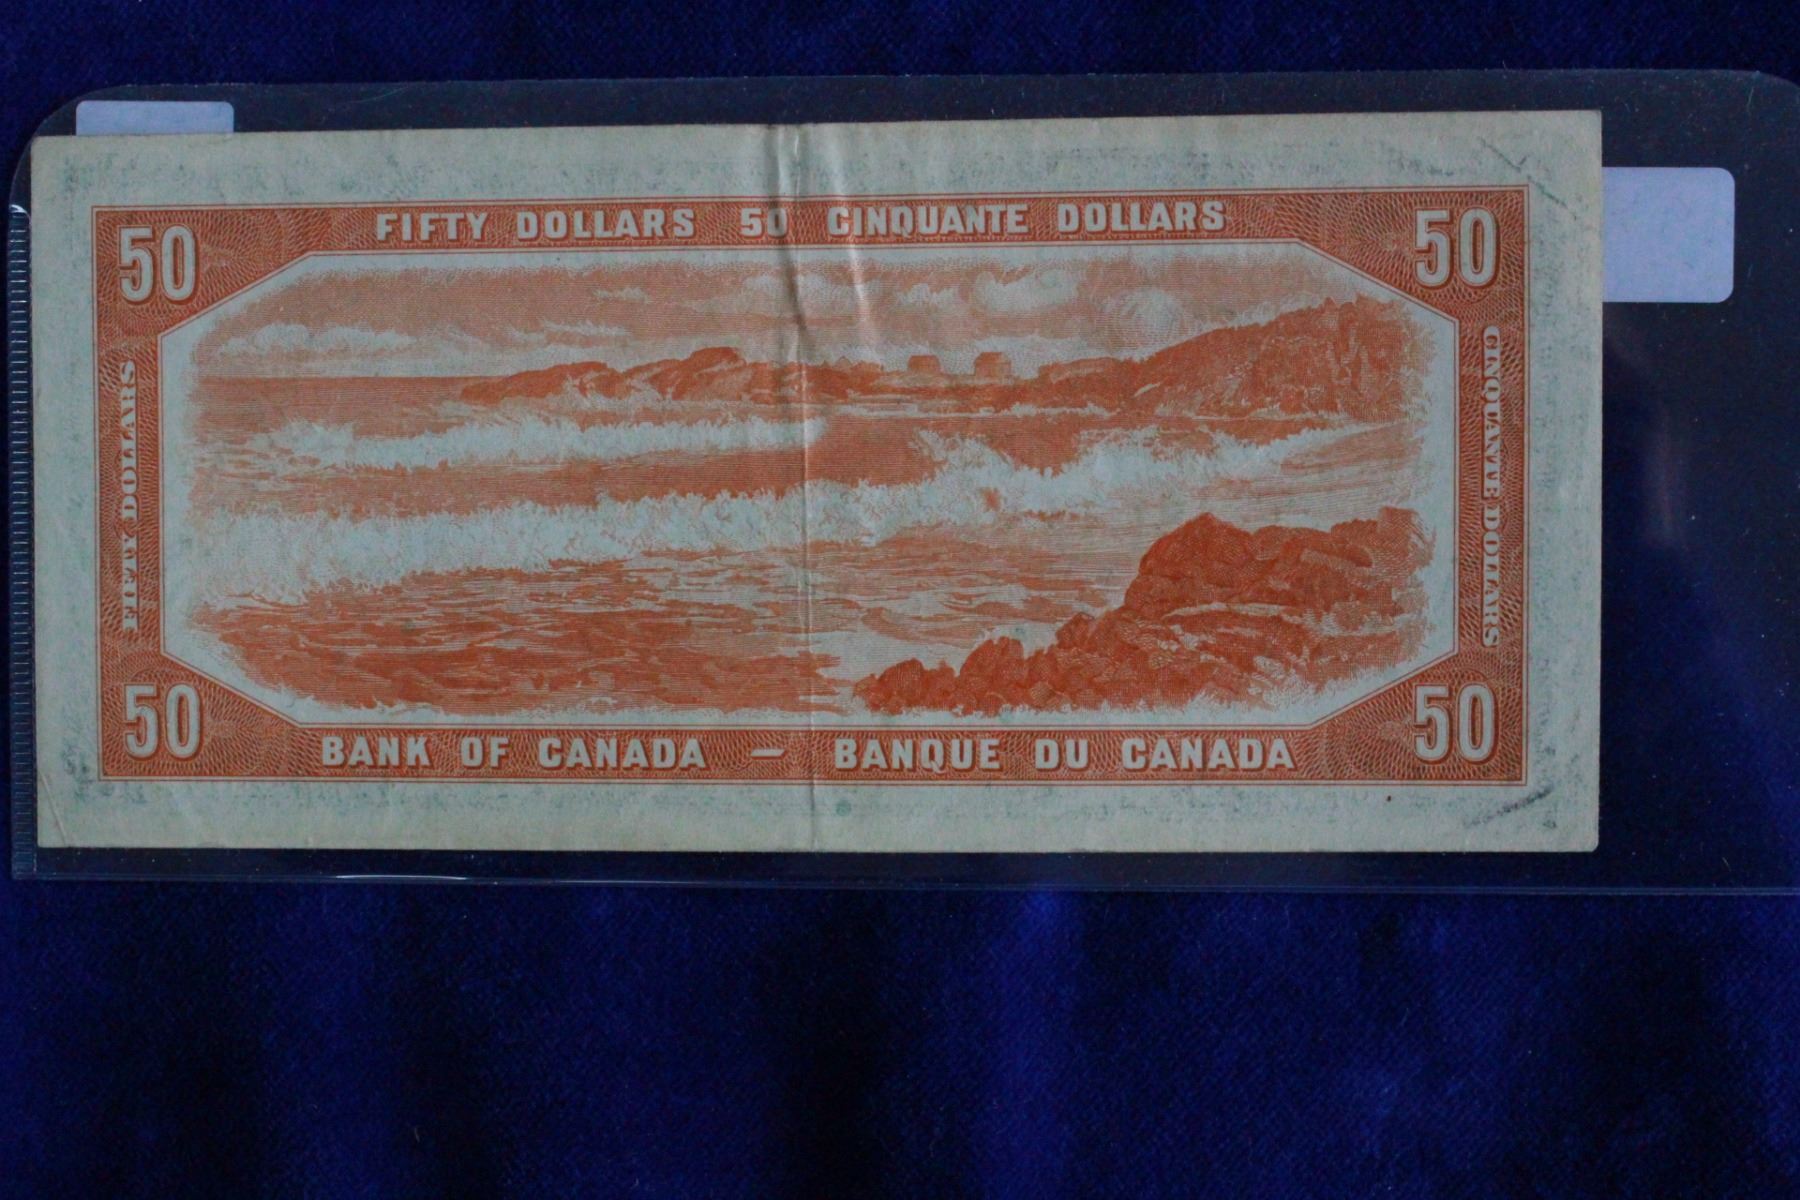 50 FIFTY DOLLARS 50 CINQUANTE DOLLARS 50
FIFTY DOLLARS
CINQUANTE DOLLARS
50 BANK OF CANADA — BANQUE DU CANADA 50